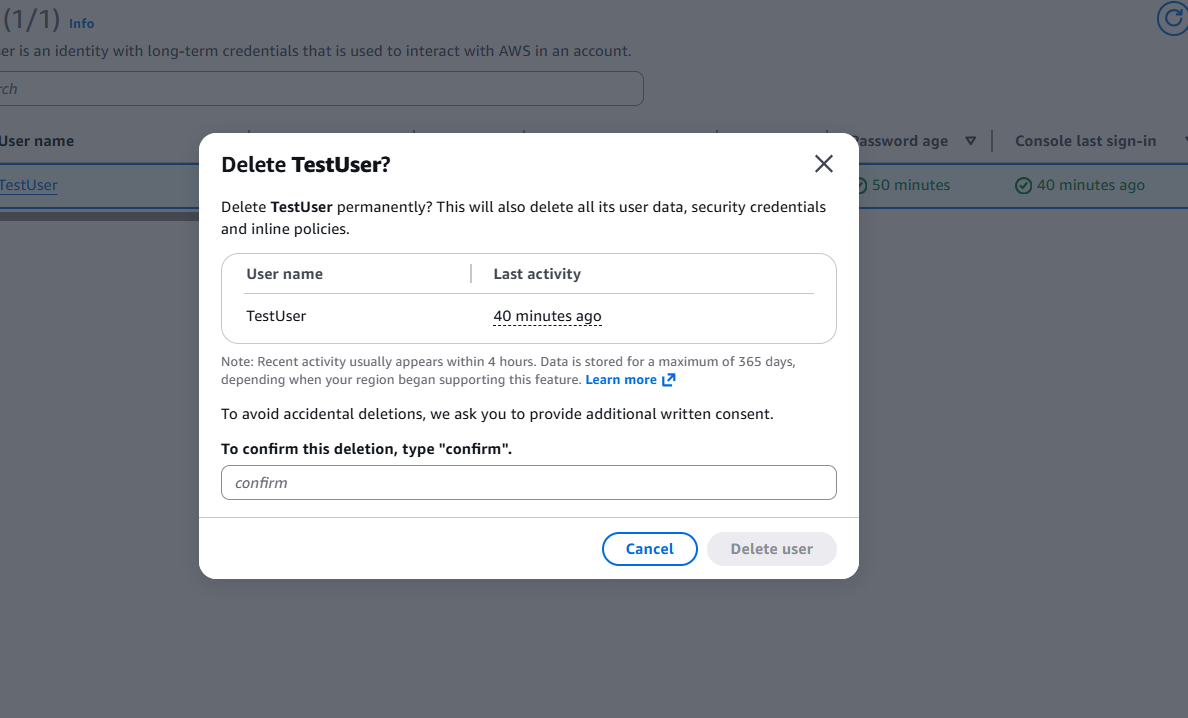 (1/1) Info
er is an identity with long-term credentials that is used to interact with AWS in an account.
rch
User name Password age Console last sign-in
TestUser 50 minutes 40 minutes ago
Delete TestUser?
Delete TestUser permanently? This will also delete all its user data, security credentials
and inline policies.
User name Last activity
TestUser 40 minutes ago
Note: Recent activity usually appears within 4 hours. Data is stored for a maximum of 365 days,
depending when your region began supporting this feature. Learn more
To avoid accidental deletions, we ask you to provide additional written consent.
To confirm this deletion, type "confirm".
confirm
Cancel Delete user